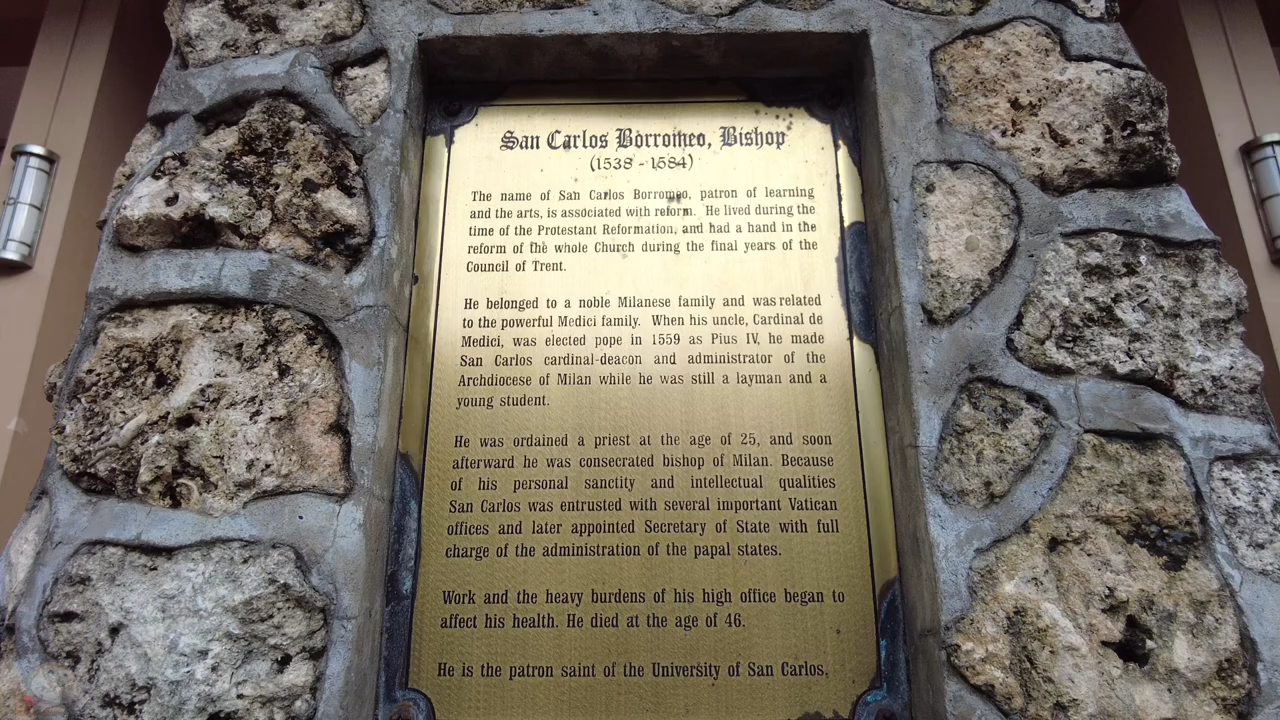 San Carlos Borromeo, Bishop
(1538 - 1584)
The name of San Carlos Borromeo, patron of learning
and the arts, is associated with reform. He lived during the
time of the Protestant Reformation, and had a hand in the
reform of the whole Church during the final years of the
Council of Trent.
He belonged to a noble Milanese family and was related
to the powerful Medici family. When his uncle, Cardinal de
Medici, was elected pope in 1559 as Pius IV, he made
San Carlos cardinal-deacon and administrator of the
Archdiocese of Milan while he was still a layman and a
young student.
He was ordained a priest at the age of 25, and soon
afterward he was consecrated bishop of Milan. Because
of his personal sanctity and intellectual qualities
San Carlos was entrusted with several important Vatican
offices and later appointed Secretary of State with full
charge of the administration of the papal states.
Work and the heavy burdens of his high office began to
affect his health. He died at the age of 46.
He is the patron saint of the University of San Carlos,